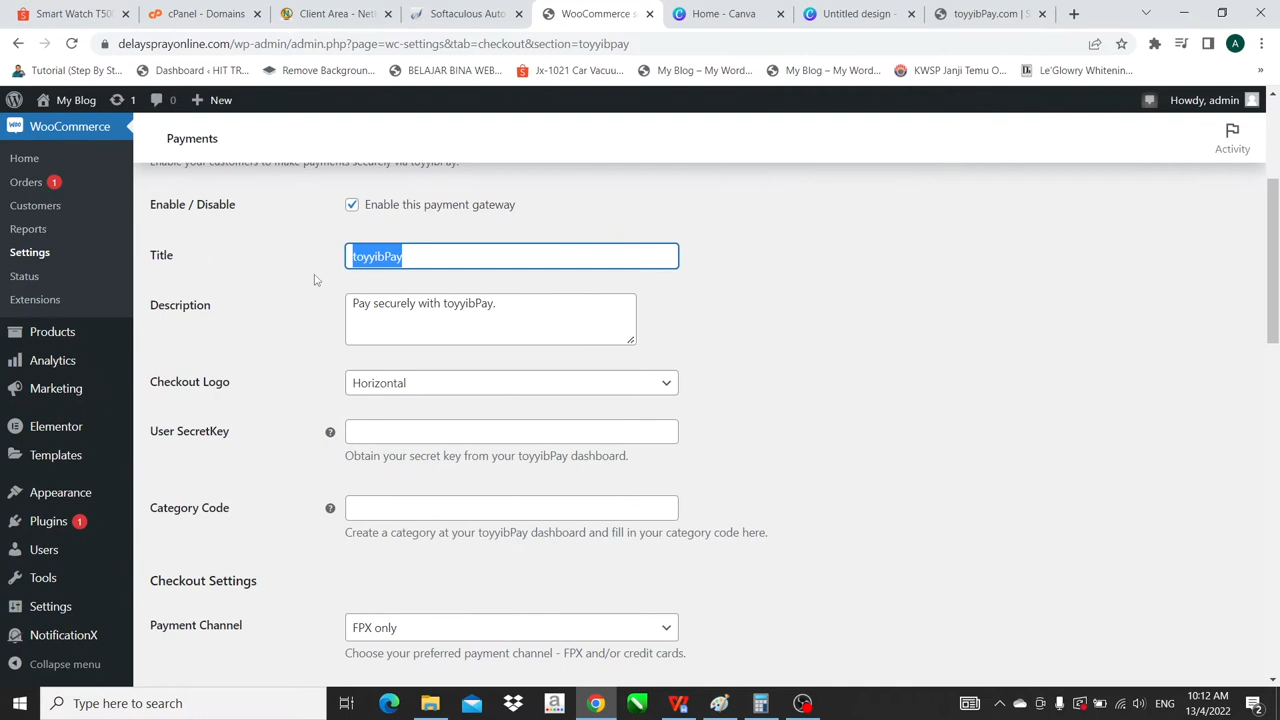 Smart Watch T50
Dashboard - Cl
Client Area - Netl
Softaculous Auto
WooCommerce s
Home - Canva
Untitled design -
toyyibPay.com | S
delaysprayonline.com/wp-admin/admin.php?page=wc-settings&tab=checkout&section=toyyibpay
Tutorial (Step By St...
Dashboard ‹ HIT TR...
Remove Backgroun...
BELAJAR BINA WEB...
Jx-1021 Car Vacuu...
My Blog – My Wor...
My Blog – My Word...
KWSP Janji Temu O...
Le'Glowry Whitenin...
»
My Blog
1
0
New
Howdy, admin
WooCommerce
Payments
Activity
Home
Enable your customers to make payments securely via toyyibPay.
Orders 1
Enable / Disable
Enable this payment gateway
Customers
Reports
Settings
Title
toyyibPay
Status
Extensions
Description
Pay securely with toyyibPay.
Products
Analytics
Checkout Logo
Horizontal
Marketing
Elementor
User SecretKey
Obtain your secret key from your toyyibPay dashboard.
Templates
Appearance
Category Code
Plugins 1
Create a category at your toyyibPay dashboard and fill in your category code here.
Users
Tools
Checkout Settings
Settings
Payment Channel
FPX only
NotificationX
Choose your preferred payment channel - FPX and/or credit cards.
Collapse menu
Type here to search
ENG
10:12 AM
13/4/2022
2